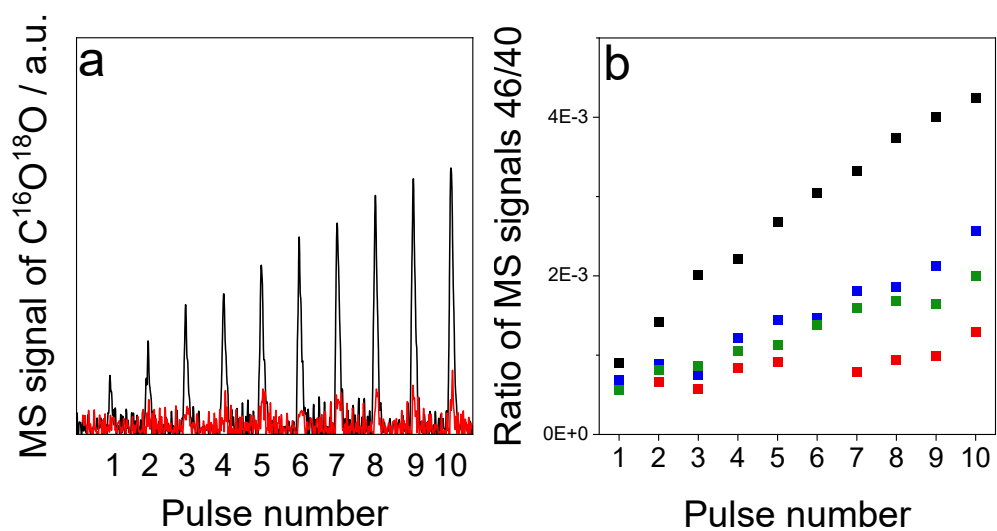 a
MS signal of C¹⁶O¹⁸O / a.u.
1 2 3 4 5 6 7 8 9 10
Pulse number
b
Ratio of MS signals 46/40
4E-3
2E-3
0E+0
1 2 3 4 5 6 7 8 9 10
Pulse number